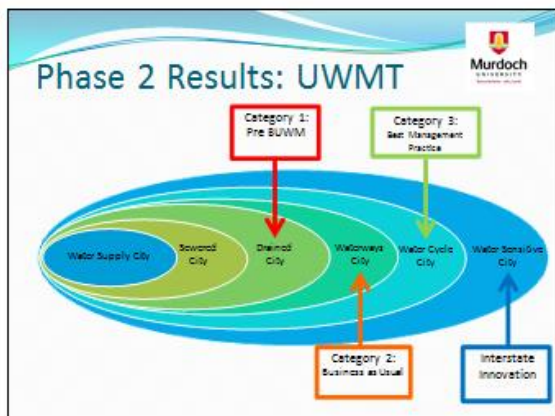 Phase 2 Results: UWMT
Murdoch
UNIVERSITY
Category 1:
Pre BUWM
Category 3:
Best Management
Practice
Water Supply City
Sewered
City
Drained
City
Waterways
City
Water Cycle
City
Water Sensitive
City
Category 2:
Business as Usual
Interstate
Innovation